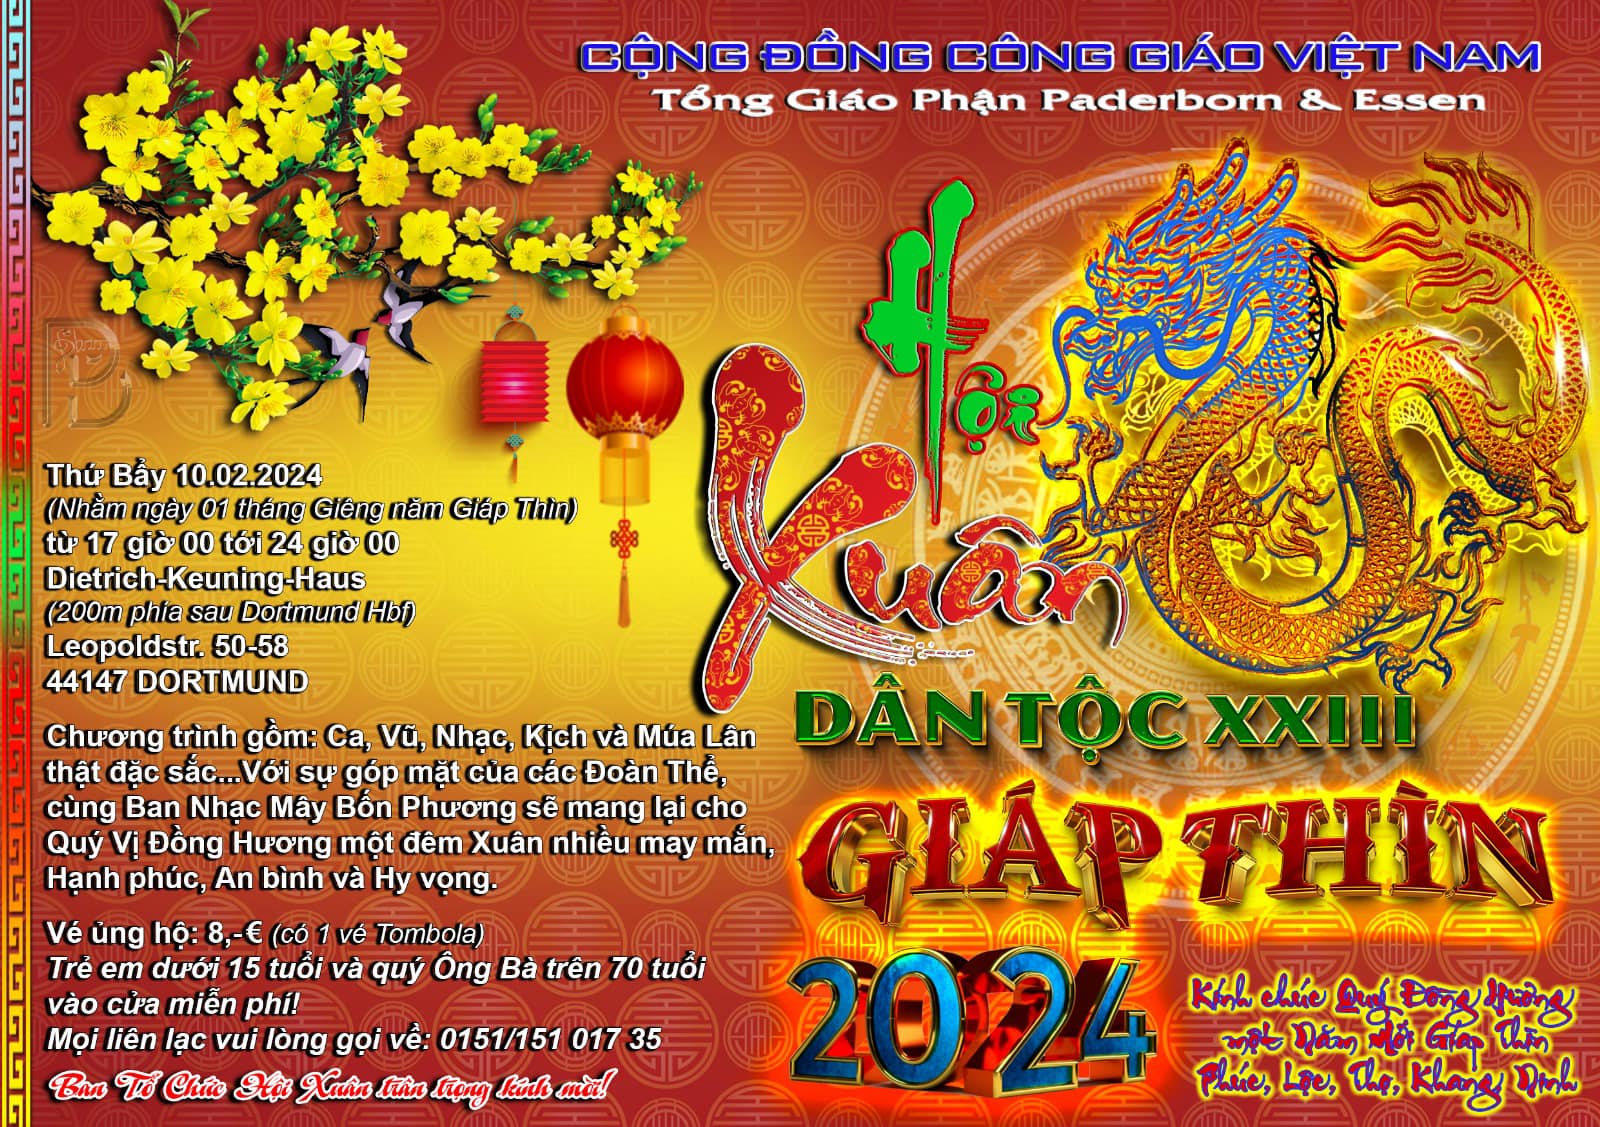 CỘNG ĐỒNG CÔNG GIÁO VIỆT NAM
Tổng Giáo Phận Paderborn & Essen
Hội
Xuân
DÂN TỘC XXIII
GIÁP THÌN
2024
Thứ Bẩy 10.02.2024
(Nhằm ngày 01 tháng Giêng năm Giáp Thìn)
từ 17 giờ 00 tới 24 giờ 00
Dietrich-Keuning-Haus
(200m phía sau Dortmund Hbf)
Leopoldstr. 50-58
44147 DORTMUND
Chương trình gồm: Ca, Vũ, Nhạc, Kịch và Múa Lân
thật đặc sắc...Với sự góp mặt của các Đoàn Thể,
cùng Ban Nhạc Mây Bốn Phương sẽ mang lại cho
Quý Vị Đồng Hương một đêm Xuân nhiều may mắn,
Hạnh phúc, An bình và Hy vọng.
Vé ủng hộ: 8,-€ (có 1 vé Tombola)
Trẻ em dưới 15 tuổi và quý Ông Bà trên 70 tuổi
vào cửa miễn phí!
Mọi liên lạc vui lòng gọi về: 0151/151 017 35
Ban Tổ Chức Hội Xuân trân trọng kính mời!
Kính chúc Quý Đồng Hương
một Năm Mới Giáp Thìn
Phúc, Lộc, Thọ, Khang Ninh